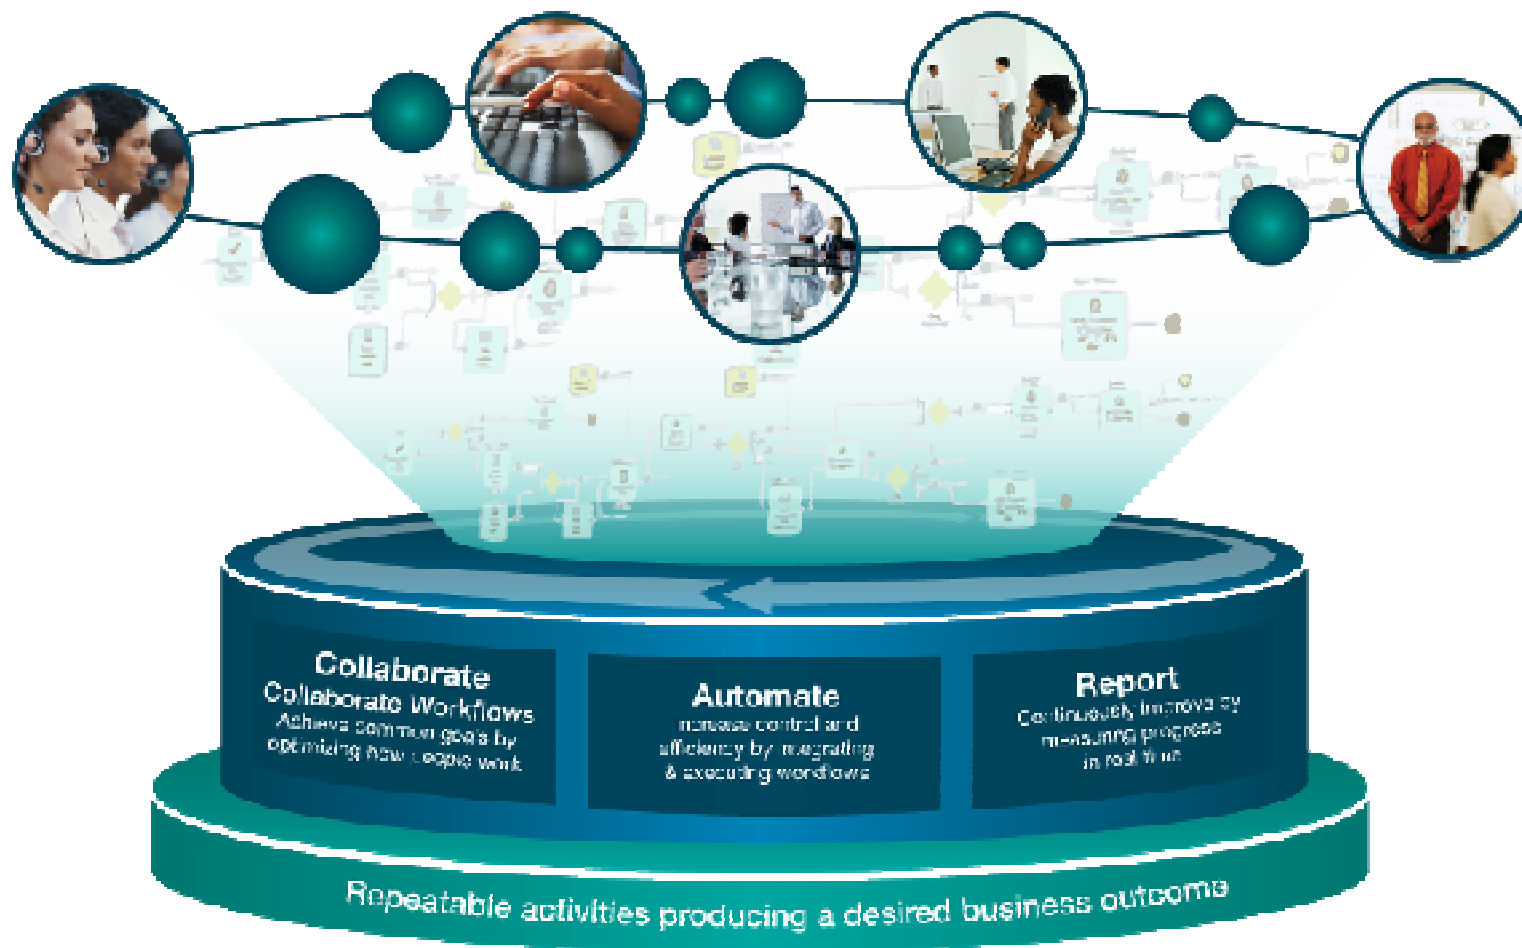 Collaborate
Collaborate Workflows
Achieve common goals by
optimizing how people work
Automate
Increase control and
efficiency by integrating
& executing workflows
Report
Continuously improve by
measuring progress
in real time
Repeatable activities producing a desired business outcome